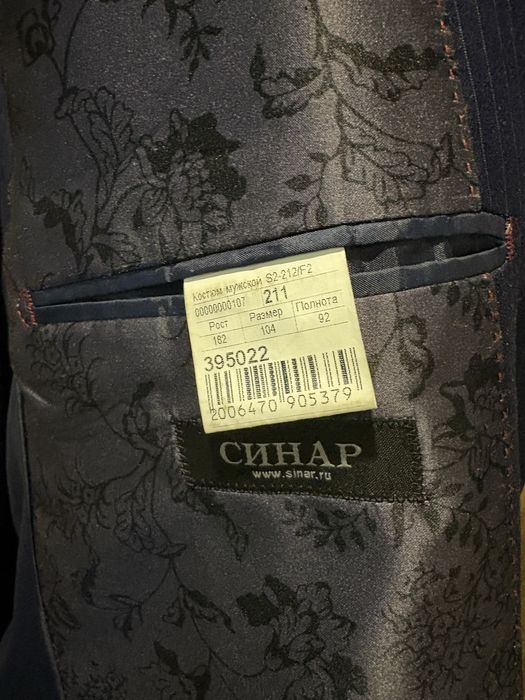 Костюм мужской S2-212/F2
00000000107 211
Рост Размер Полнота
182 104 92
395022
2006470 905379
СИНАР
www.sinar.ru